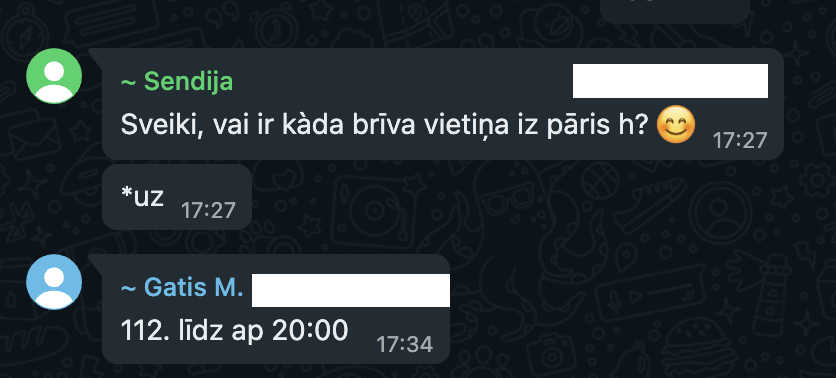 ~ Sendija
Sveiki, vai ir kàda brīva vietiņa iz pāris h? 😊 17:27
*uz 17:27
~ Gatis M.
112. līdz ap 20:00 17:34